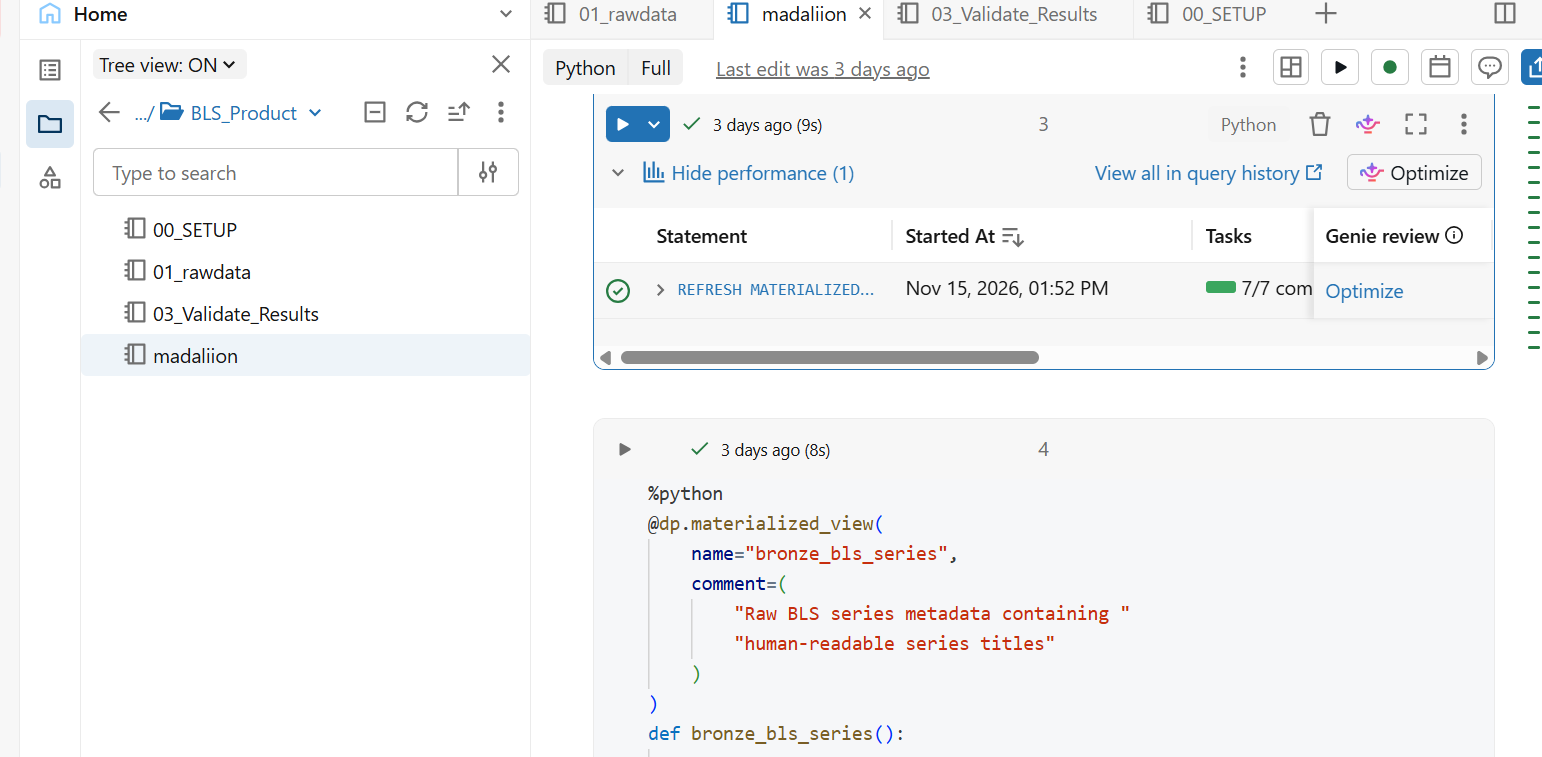 Home
01_rawdata
madaliion
03_Validate_Results
00_SETUP
Tree view: ON
Python
Full
Last edit was 3 days ago
.../ BLS_Product
Type to search
00_SETUP
01_rawdata
03_Validate_Results
madaliion
3 days ago (9s)
3
Python
Hide performance (1)
View all in query history
Optimize
Statement
Started At
Tasks
Genie review
REFRESH MATERIALIZED...
Nov 15, 2026, 01:52 PM
7/7 com
Optimize
3 days ago (8s)
4
%python
@dp.materialized_view(
    name="bronze_bls_series",
    comment=(
        "Raw BLS series metadata containing "
        "human-readable series titles"
    )
)
def bronze_bls_series():